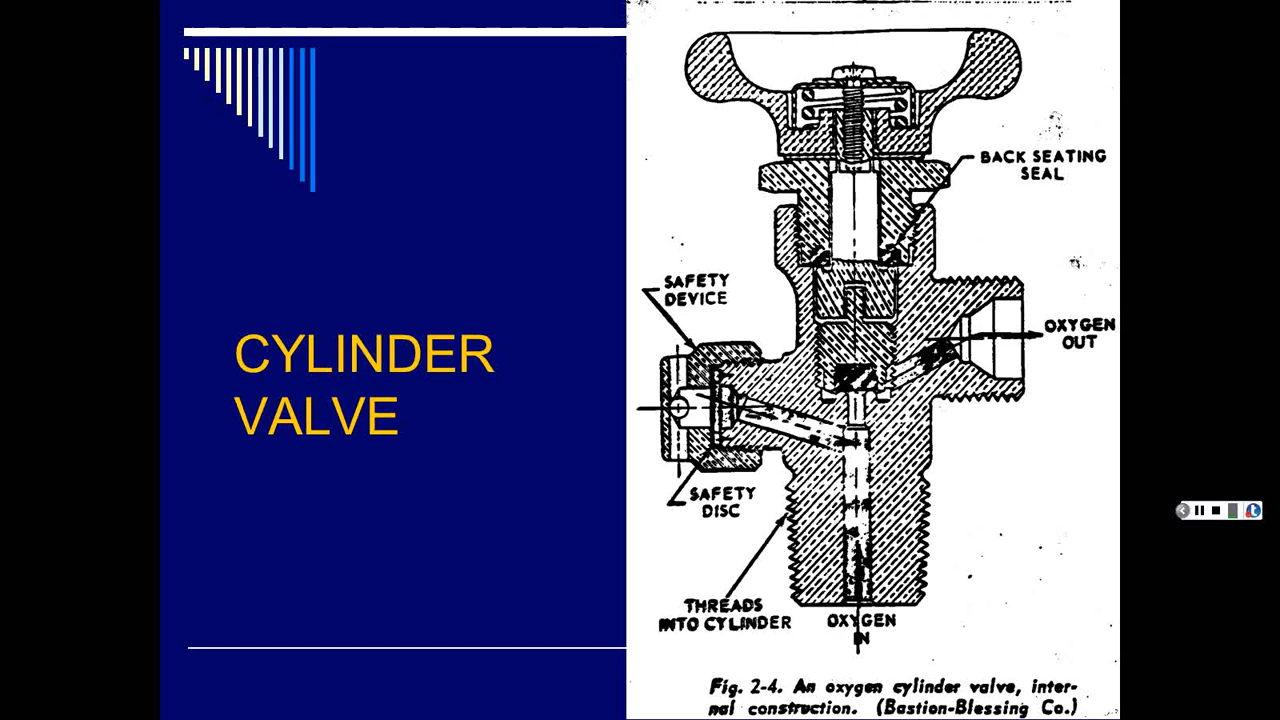 CYLINDER
VALVE
BACK SEATING
SEAL
SAFETY
DEVICE
OXYGEN
OUT
SAFETY
DISC
THREADS
INTO CYLINDER
OXYGEN
IN
Fig. 2-4. An oxygen cylinder valve, inter-
nal construction. (Bastion-Blessing Co.)